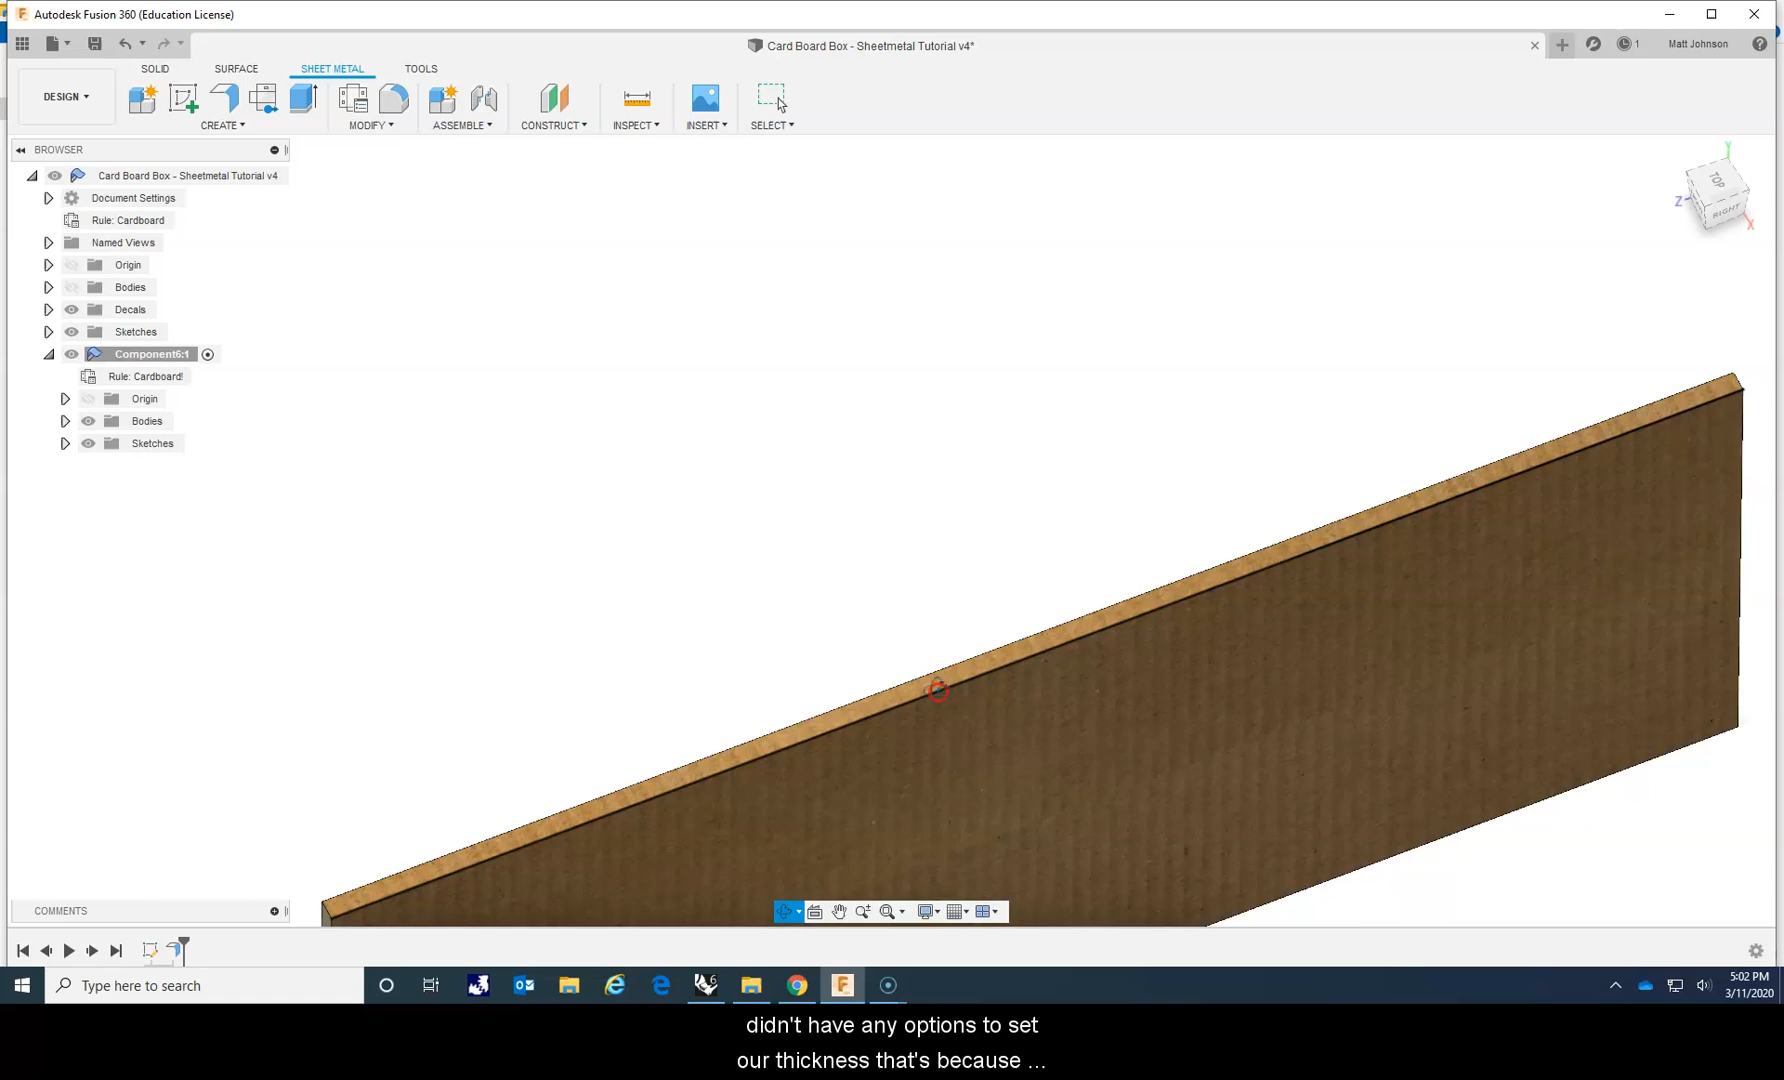 Autodesk Fusion 360 (Education License)
Card Board Box - Sheetmetal Tutorial v4*
1
Matt Johnson
DESIGN
SOLID
SURFACE
SHEET METAL
TOOLS
CREATE
MODIFY
ASSEMBLE
CONSTRUCT
INSPECT
INSERT
SELECT
BROWSER
Card Board Box - Sheetmetal Tutorial v4
Document Settings
Rule: Cardboard
Named Views
Origin
Bodies
Decals
Sketches
Component6:1
Rule: Cardboard!
Origin
Bodies
Sketches
Y
TOP
Z
RIGHT
X
COMMENTS
Type here to search
5:02 PM
3/11/2020
didn't have any options to set
our thickness that's because ...